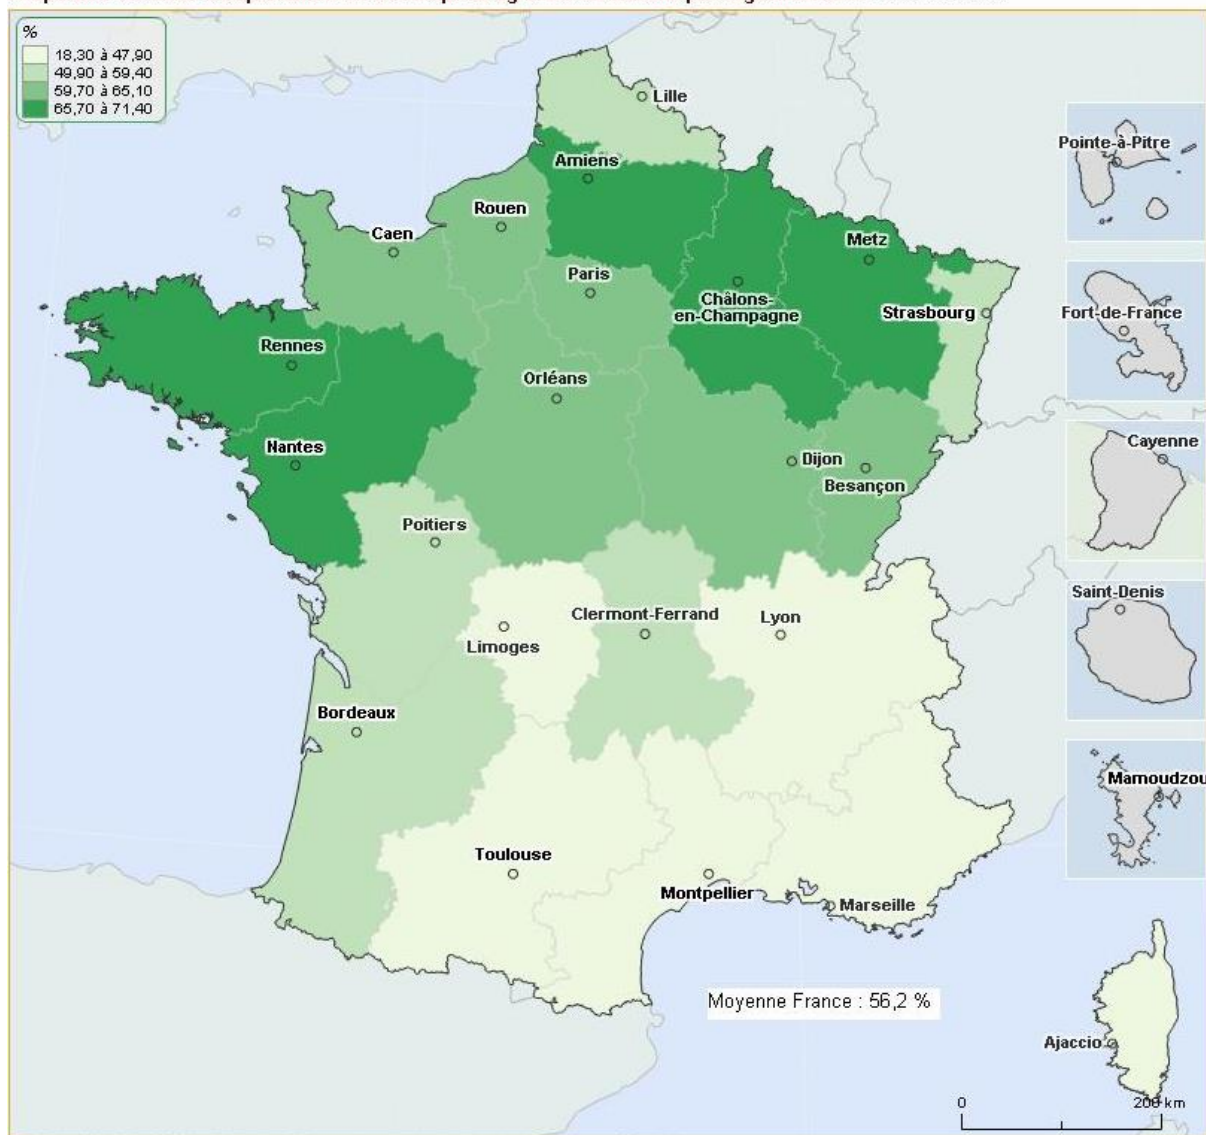 %
18,30 à 47,90
49,90 à 59,40
59,70 à 65,10
65,70 à 71,40
Lille
Pointe-à-Pitre
Amiens
Rouen
Caen
Metz
Paris
Châlons-
en-Champagne
Strasbourg
Fort-de-France
Rennes
Orléans
Nantes
Cayenne
Dijon
Besançon
Poitiers
Saint-Denis
Clermont-Ferrand
Lyon
Limoges
Bordeaux
Mamoudzou
Toulouse
Montpellier
Marseille
Moyenne France : 56,2 %
Ajaccio
0
200 km